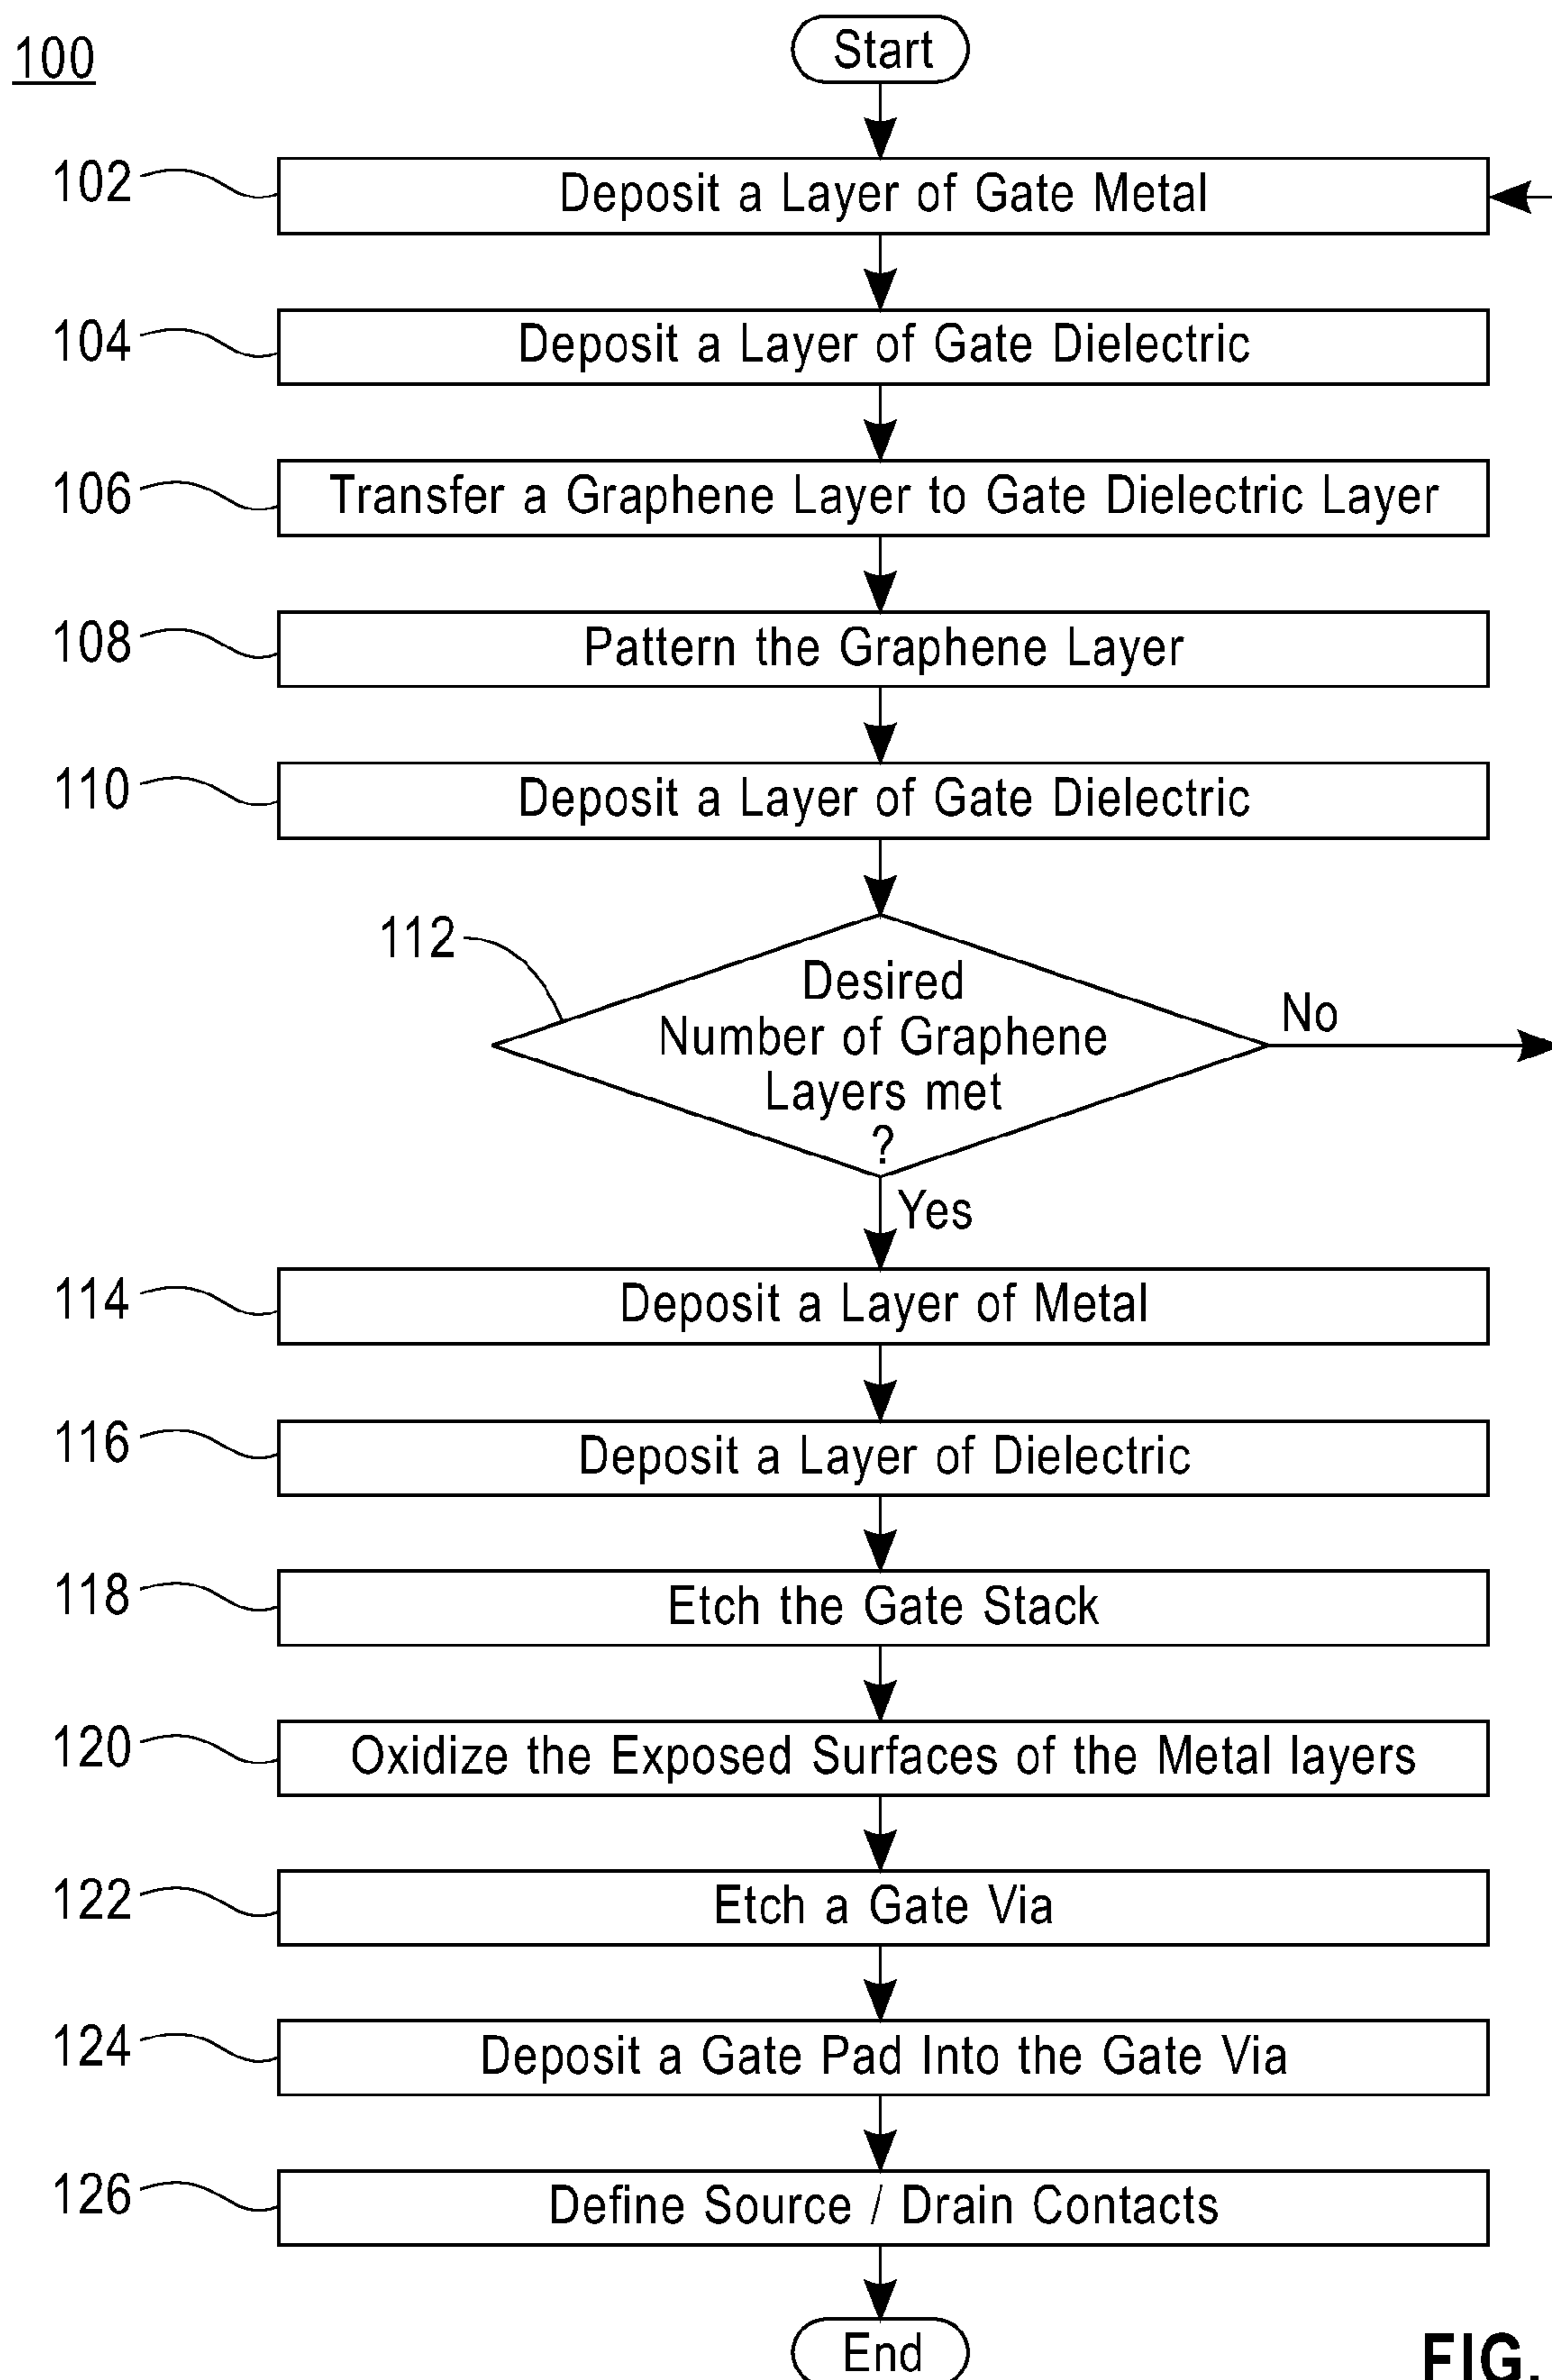 100
Start
102 Deposit a Layer of Gate Metal
104 Deposit a Layer of Gate Dielectric
106 Transfer a Graphene Layer to Gate Dielectric Layer
108 Pattern the Graphene Layer
110 Deposit a Layer of Gate Dielectric
112
Desired
Number of Graphene
Layers met
?
No
Yes
114 Deposit a Layer of Metal
116 Deposit a Layer of Dielectric
118 Etch the Gate Stack
120 Oxidize the Exposed Surfaces of the Metal layers
122 Etch a Gate Via
124 Deposit a Gate Pad Into the Gate Via
126 Define Source / Drain Contacts
End
FIG.